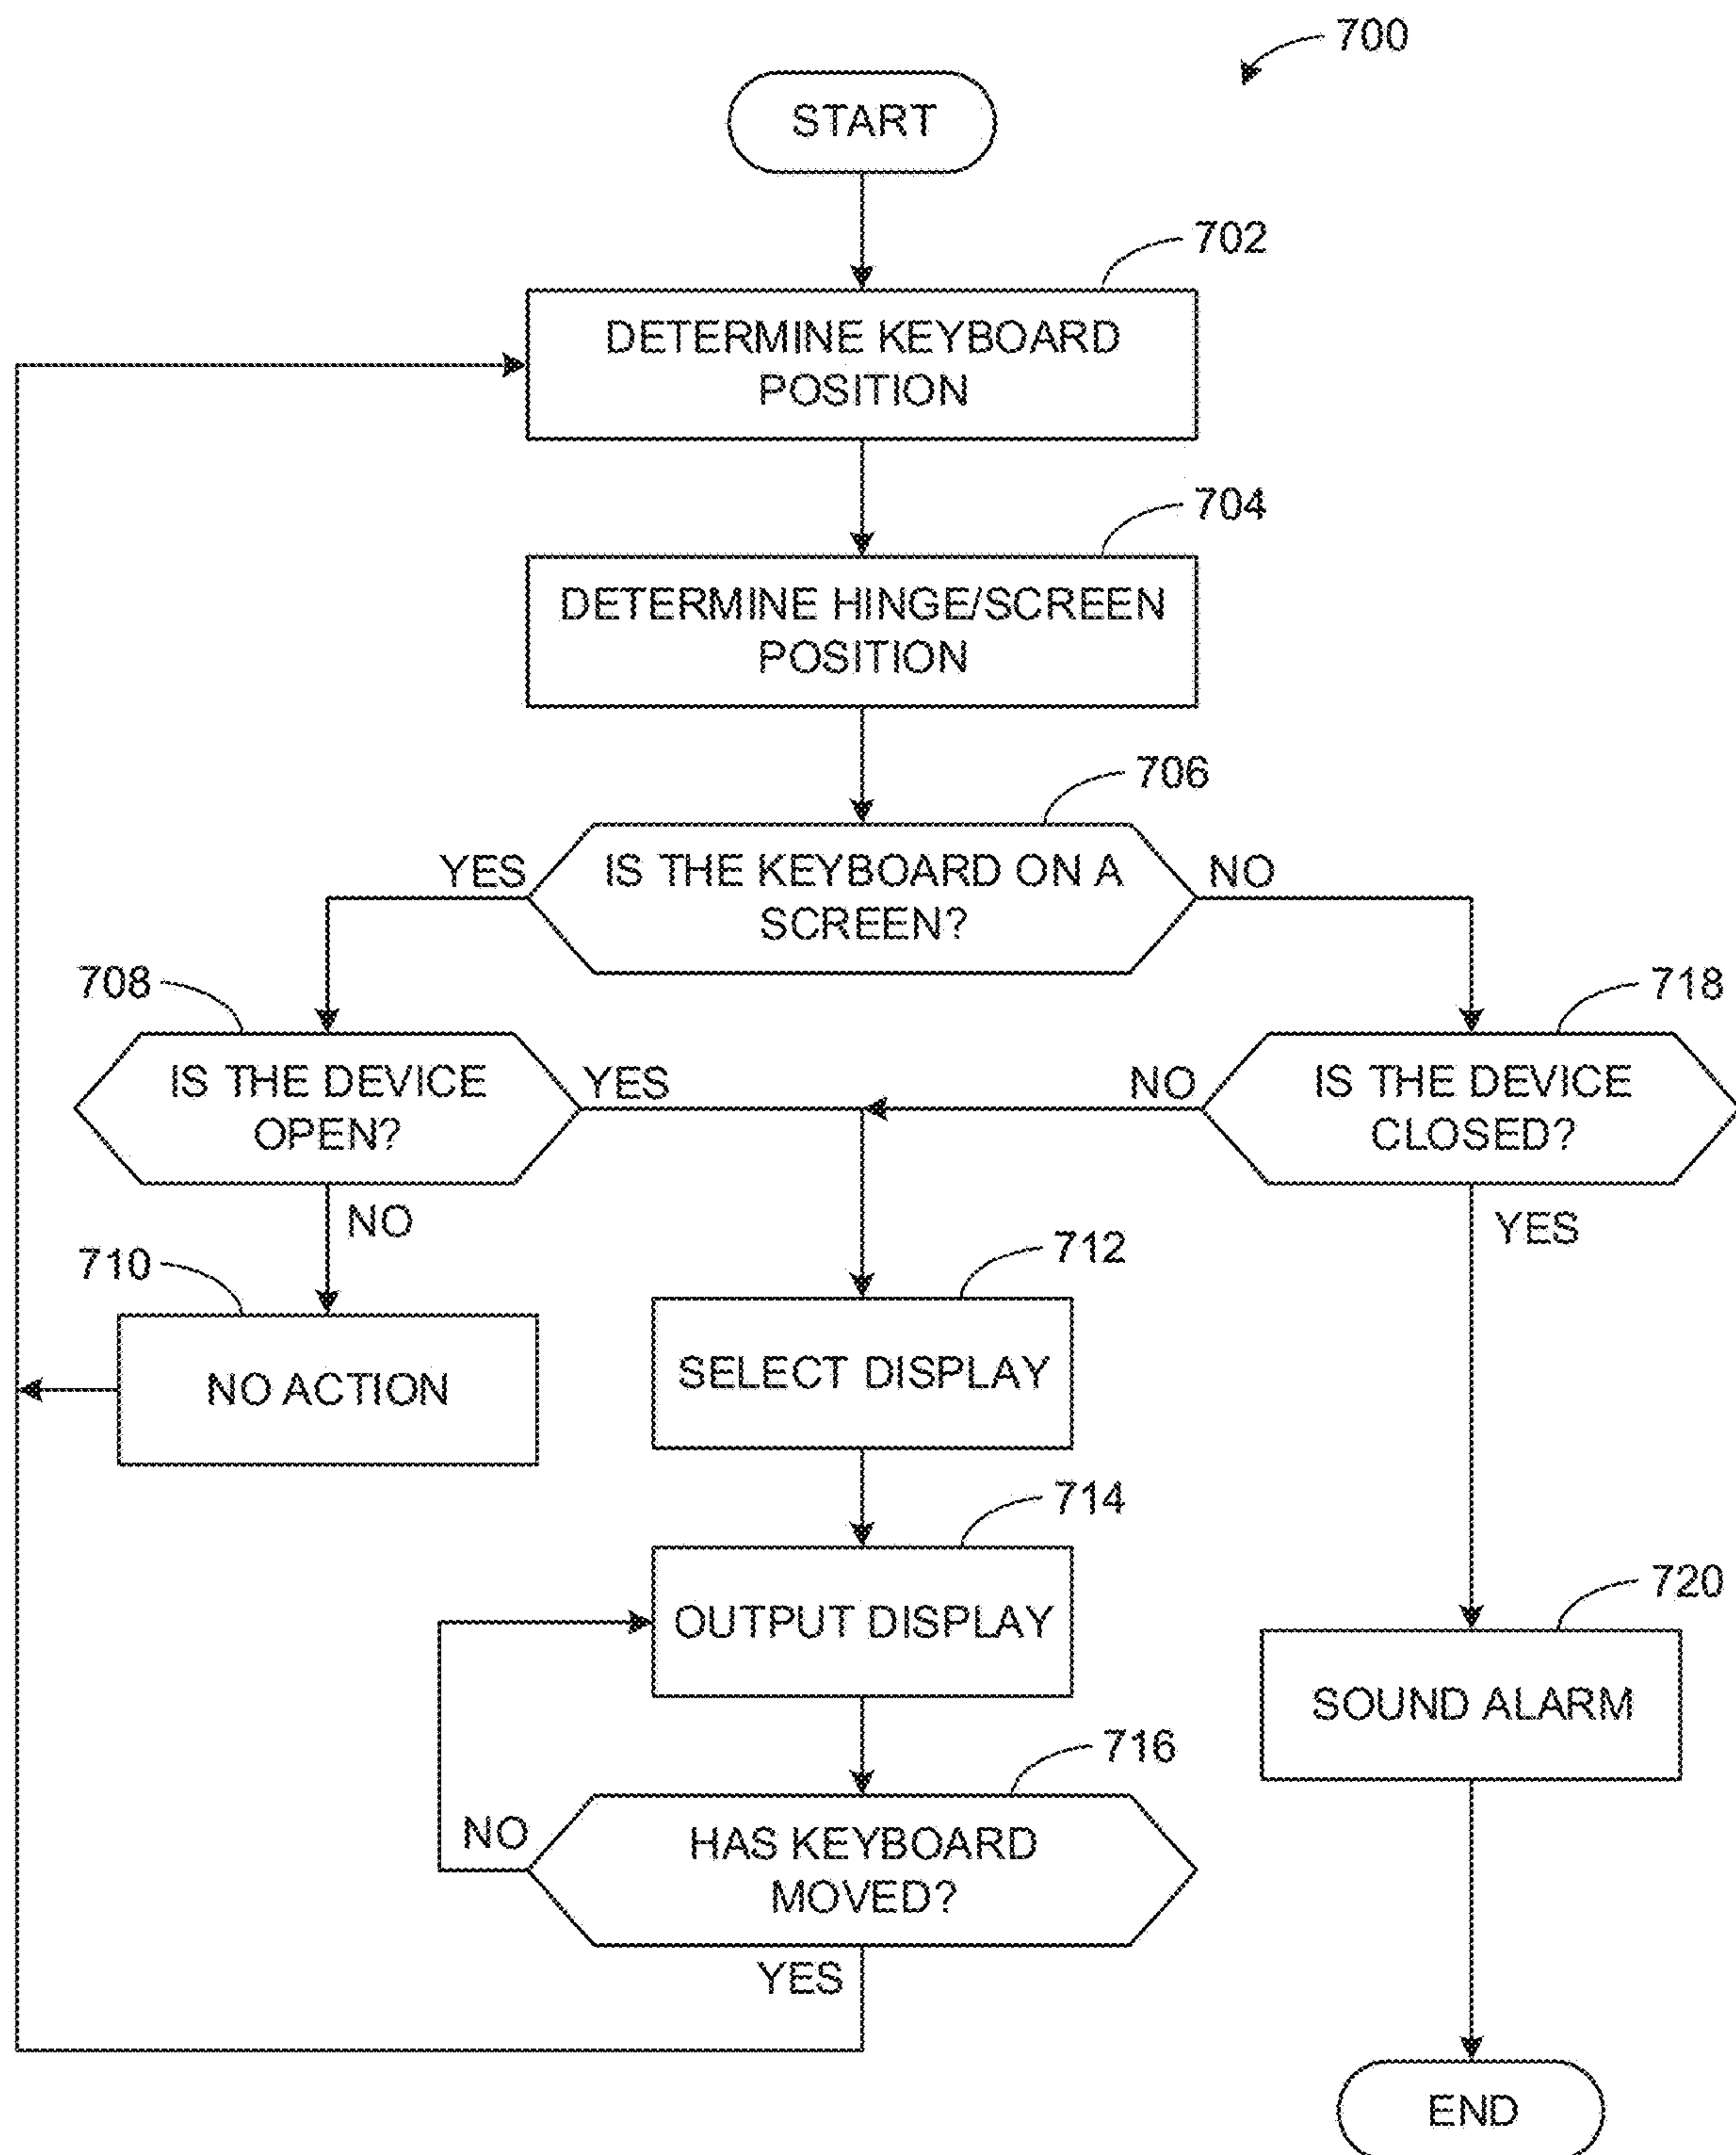 700
START
702
DETERMINE KEYBOARD
POSITION
704
DETERMINE HINGE/SCREEN
POSITION
706
IS THE KEYBOARD ON A
SCREEN?
YES
NO
708
IS THE DEVICE
OPEN?
YES
NO
718
IS THE DEVICE
CLOSED?
NO
YES
710
NO ACTION
712
SELECT DISPLAY
714
OUTPUT DISPLAY
716
HAS KEYBOARD
MOVED?
NO
YES
720
SOUND ALARM
END